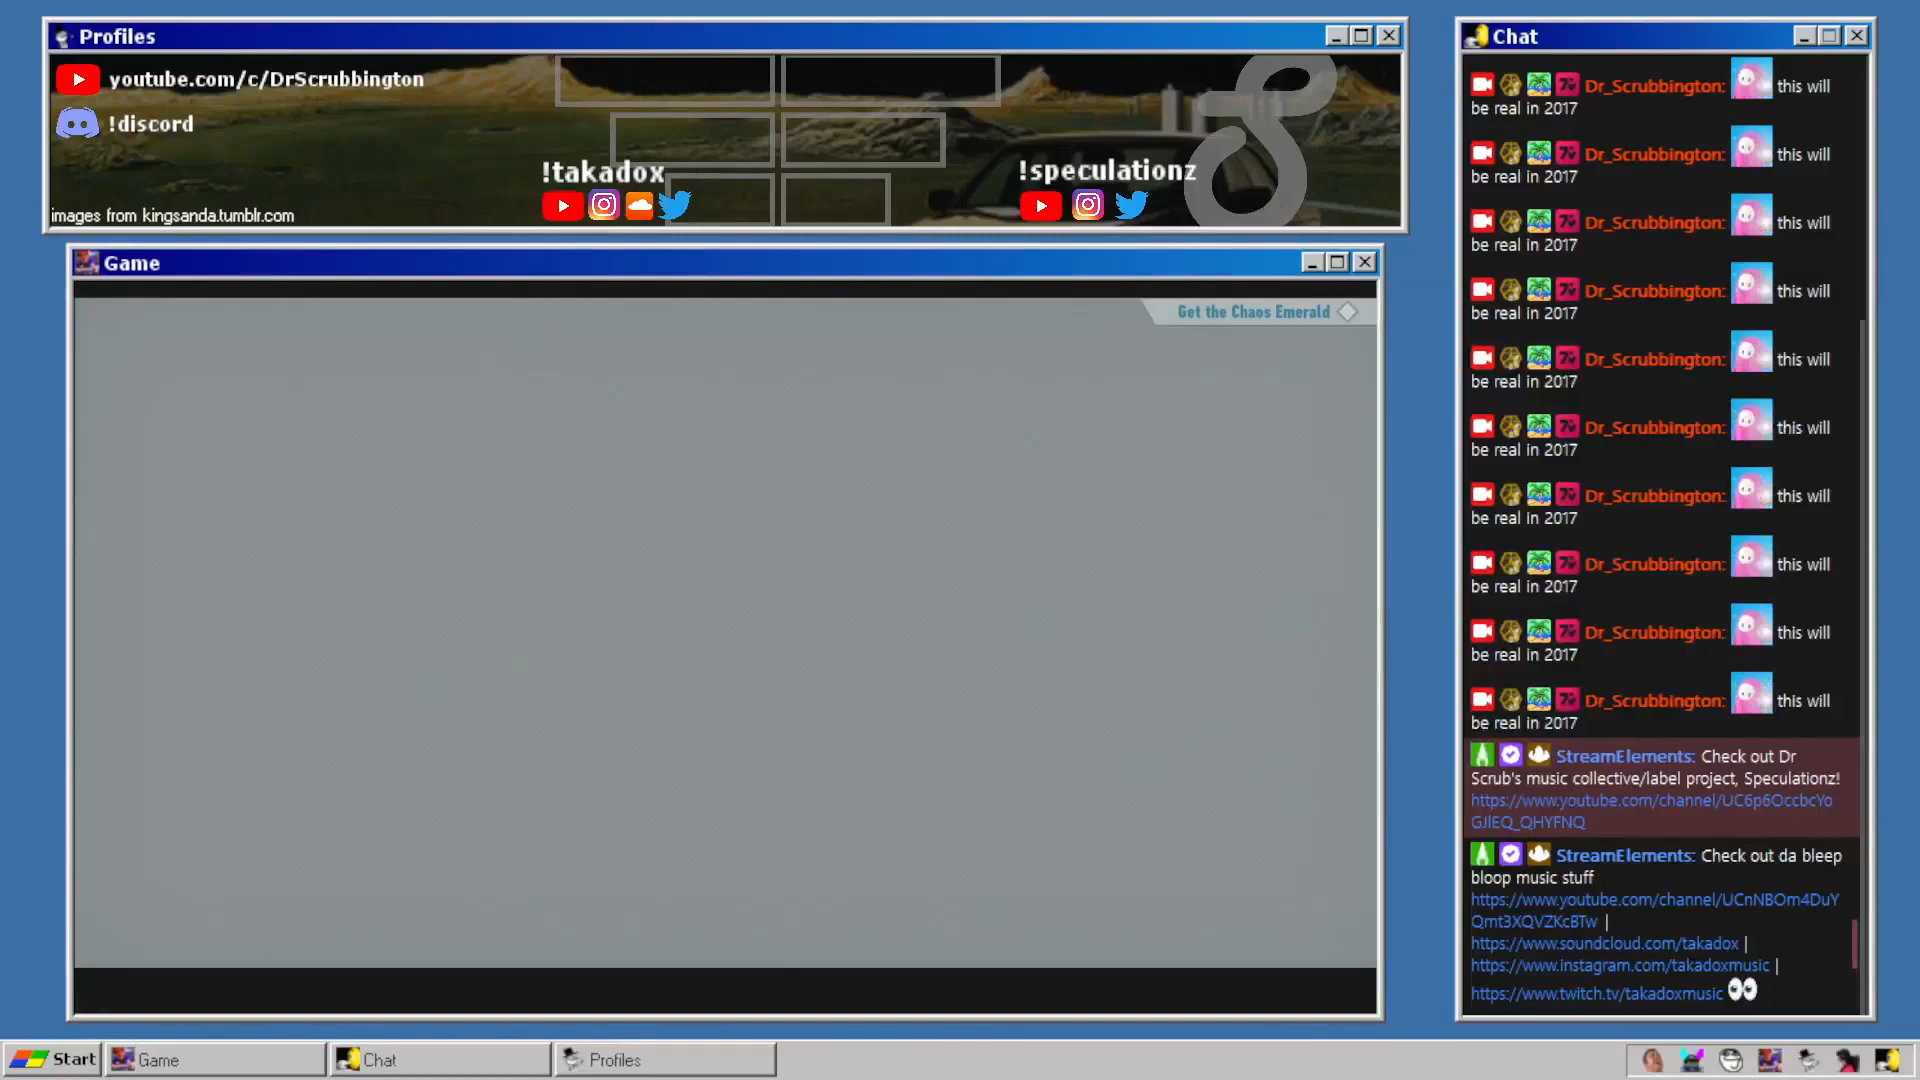 Profiles
youtube.com/c/DrScrubbington
!discord
!takadox
!speculationz
images from kingsanda.tumblr.com
Game
Get the Chaos Emerald
Chat
Dr_Scrubbington: this will
be real in 2017
Dr_Scrubbington: this will
be real in 2017
Dr_Scrubbington: this will
be real in 2017
Dr_Scrubbington: this will
be real in 2017
Dr_Scrubbington: this will
be real in 2017
Dr_Scrubbington: this will
be real in 2017
Dr_Scrubbington: this will
be real in 2017
Dr_Scrubbington: this will
be real in 2017
Dr_Scrubbington: this will
be real in 2017
Dr_Scrubbington: this will
be real in 2017
StreamElements: Check out Dr
Scrub's music collective/label project, Speculationz!
https://www.youtube.com/channel/UC6p6OccbcYo
GJlEQ_QHYFNQ
StreamElements: Check out da bleep
bloop music stuff
https://www.youtube.com/channel/UCnNBOm4DuY
Qmt3XQVZKcBTw |
https://www.soundcloud.com/takadox |
https://www.instagram.com/takadoxmusic |
https://www.twitch.tv/takadoxmusic
Start
Game
Chat
Profiles